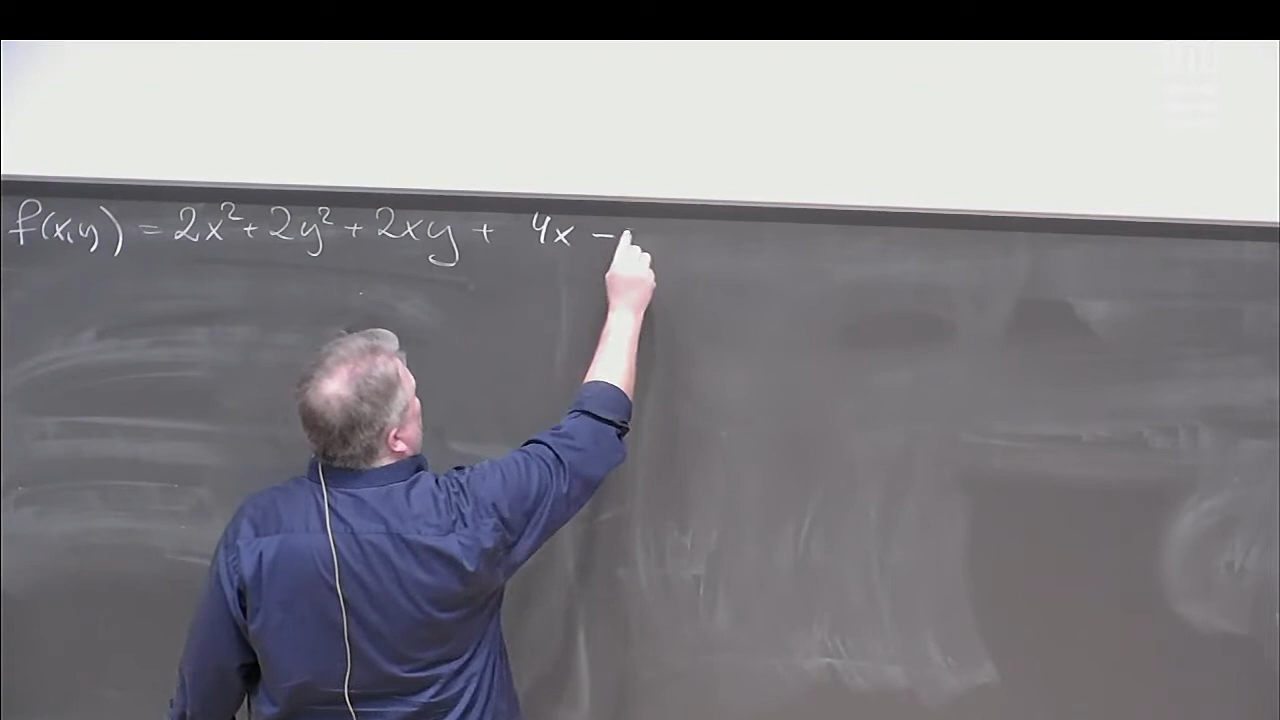 f(x,y) = 2x² + 2y² + 2xy + 4x -